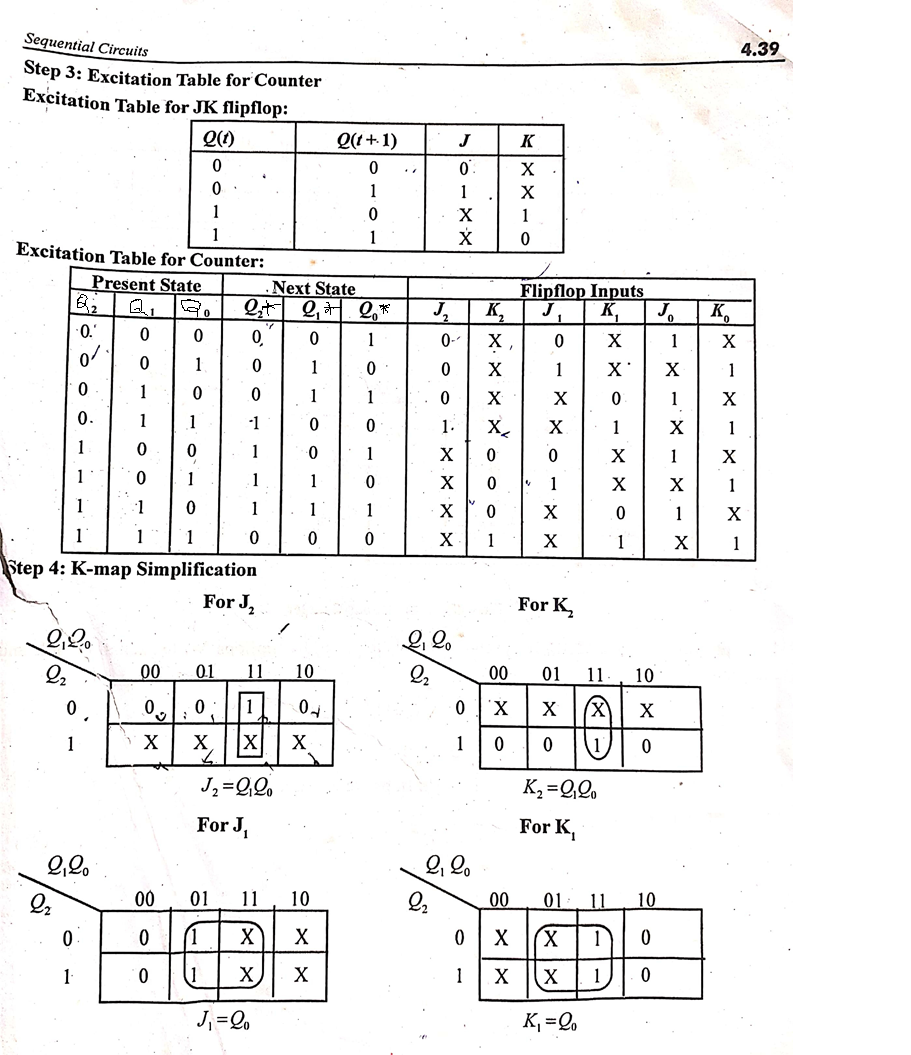 Sequential Circuits 4.39
Step 3: Excitation Table for Counter
Excitation Table for JK flipflop:
Q(t) Q(t+1) J K
0 0 0 X
0 1 1 X
1 0 X 1
1 1 X 0
Excitation Table for Counter:
Present State Next State Flipflop Inputs
Q₂ Q₁ Q₀ Q₂+ Q₁+ Q₀* J₂ K₂ J₁ K₁ J₀ K₀
0 0 0 0 0 1 0 X 0 X 1 X
0 0 1 0 1 0 0 X 1 X X 1
0 1 0 0 1 1 0 X X 0 1 X
0 1 1 1 0 0 1 X X 1 X 1
1 0 0 1 0 1 X 0 0 X 1 X
1 0 1 1 1 0 X 0 1 X X 1
1 1 0 1 1 1 X 0 X 0 1 X
1 1 1 0 0 0 X 1 X 1 X 1
Step 4: K-map Simplification
For J₂ For K₂
Q₁Q₀ Q₁ Q₀
Q₂ 00 01 11 10 Q₂ 00 01 11 10
0 0 0 1 0 0 X X X X
1 X X X X 1 0 0 1 0
J₂=Q₁Q₀ K₂=Q₁Q₀
For J₁ For K₁
Q₁Q₀ Q₁ Q₀
Q₂ 00 01 11 10 Q₂ 00 01 11 10
0 0 1 X X 0 X X 1 0
1 0 1 X X 1 X X 1 0
J₁=Q₀ K₁=Q₀